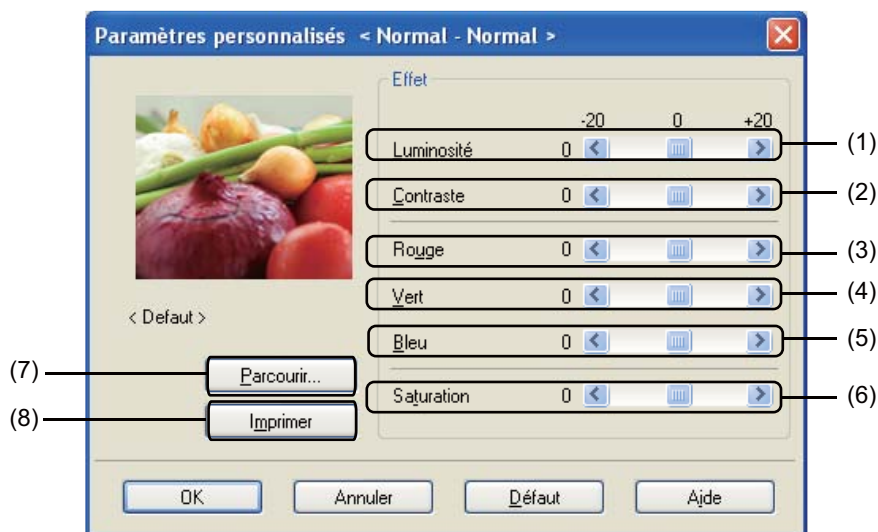 Paramètres personnalisés < Normal - Normal >
Effet
-20 0 +20
Luminosité 0 (1)
Contraste 0 (2)
Rouge 0 (3)
Vert 0 (4)
< Defaut >
Bleu 0 (5)
(7) Parcourir...
Saturation 0 (6)
(8) Imprimer
OK Annuler Défaut Aide